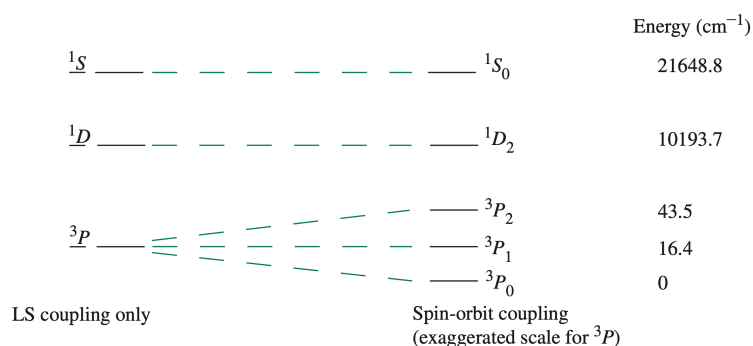 Energy (cm⁻¹)
¹S ¹S₀ 21648.8
¹D ¹D₂ 10193.7
³P₂ 43.5
³P ³P₁ 16.4
³P₀ 0
LS coupling only Spin-orbit coupling
(exaggerated scale for ³P)